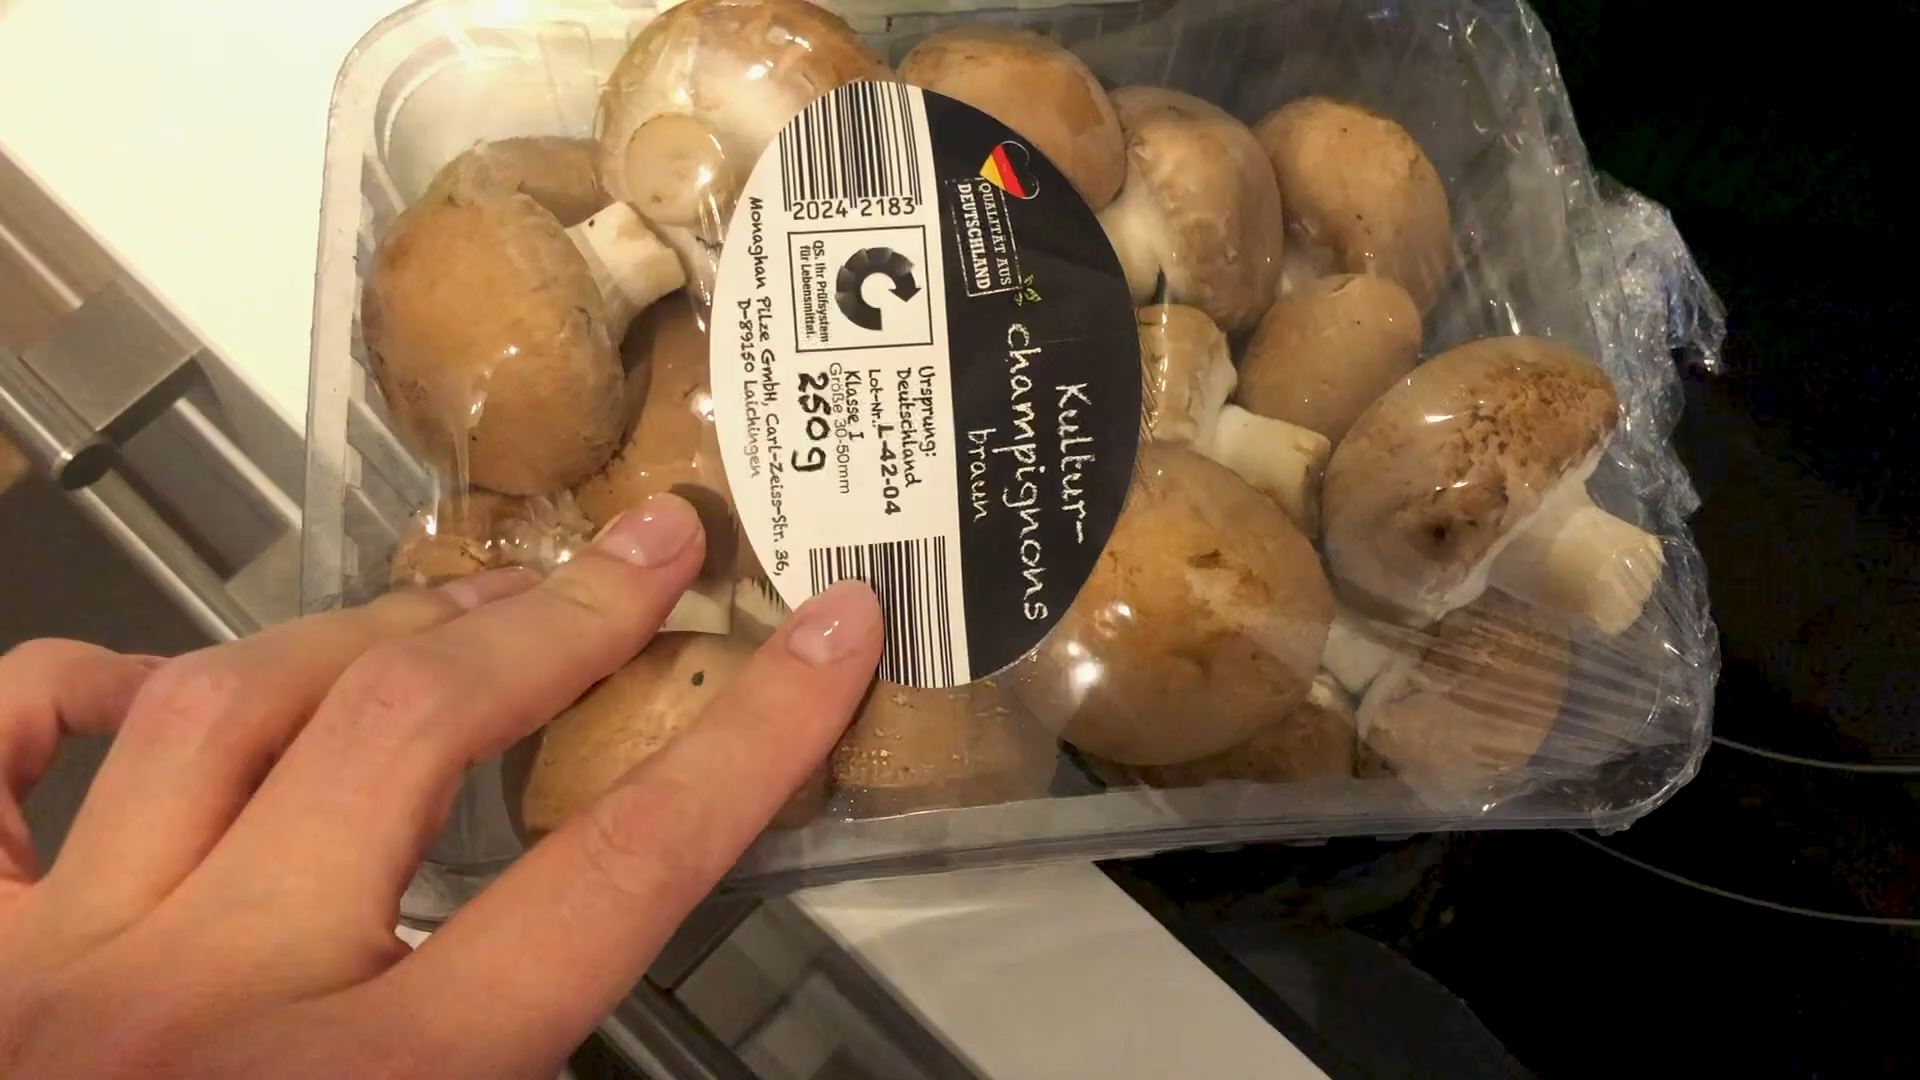 QUALITÄT AUS
DEUTSCHLAND
Kultur-
champignons
braun
2024 2183
QS. Ihr Prüfsystem
für Lebensmittel.
Ursprung:
Deutschland
Lot-Nr.: L-42-04
Klasse I
Größe 30-50mm
250g
Monaghan Pilze GmbH, Carl-Zeiss-Str. 36,
D-89150 Laichingen